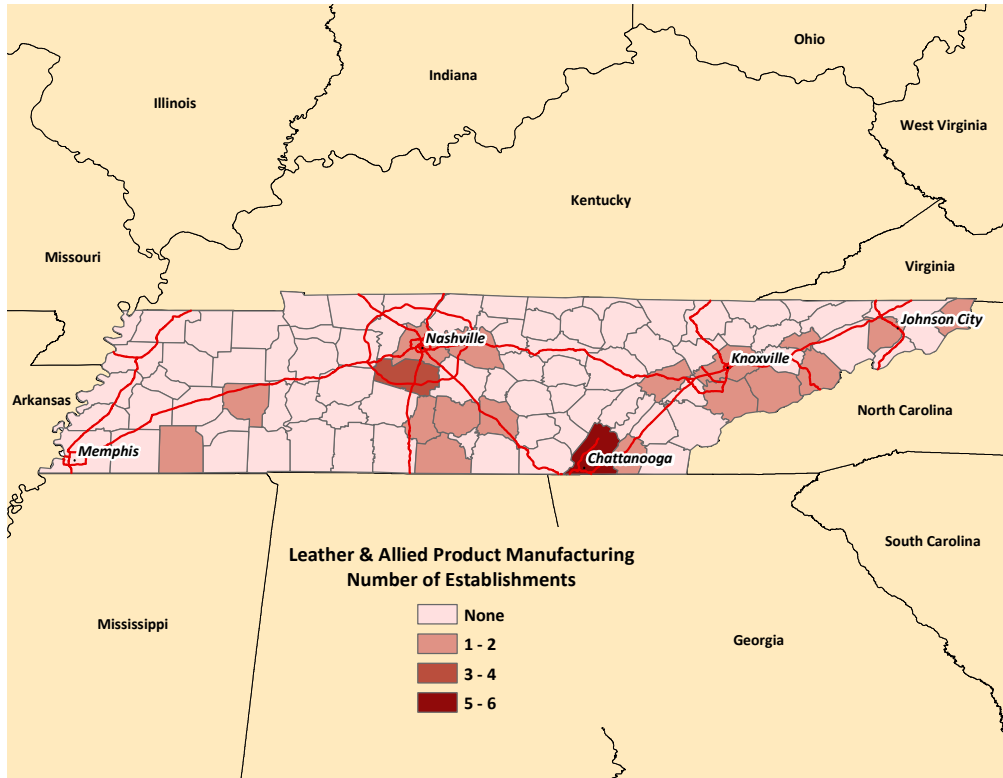 Ohio
Indiana
Illinois
West Virginia
Kentucky
Missouri
Virginia
Johnson City
Nashville
Knoxville
Arkansas
North Carolina
Memphis
Chattanooga
South Carolina
Leather & Allied Product Manufacturing
Number of Establishments
None
Mississippi
1 - 2
Georgia
3 - 4
5 - 6